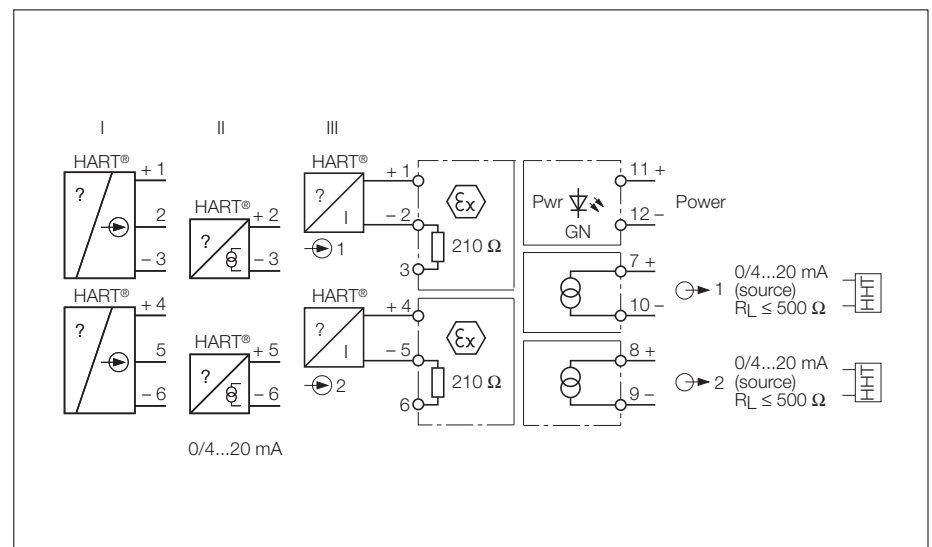 I II III
HART®
+ 1
?
2
– 3
HART®
+ 4
?
5
– 6
HART®
+ 2
?
– 3
HART®
+ 5
?
– 6
0/4...20 mA
HART®
?
I
+ 1
– 2
3
1
Ex
210 Ω
HART®
?
I
+ 4
– 5
6
2
Ex
210 Ω
Pwr
GN
11 +
12 –
Power
7 +
10 –
1
0/4...20 mA
(source)
RL ≤ 500 Ω
8 +
9 –
2
0/4...20 mA
(source)
RL ≤ 500 Ω